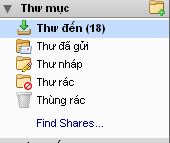 Thư mục
Thư đến (18)
Thư đã gửi
Thư nháp
Thư rác
Thùng rác
Find Shares...